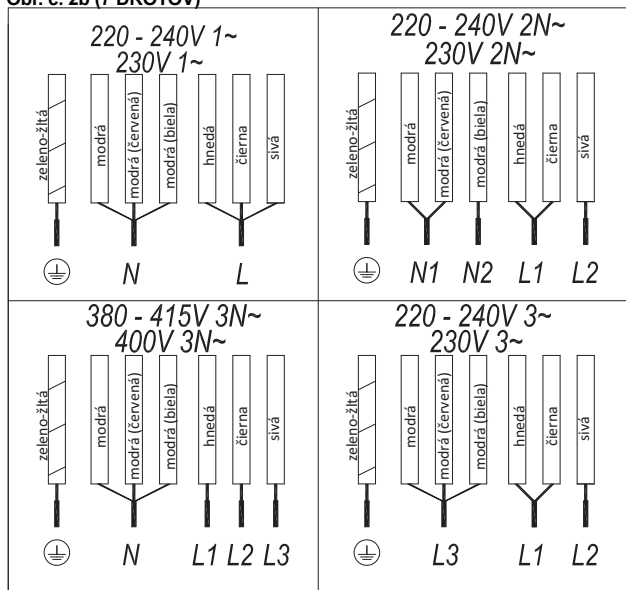 Obr. č. 2b (7 DRÔTOV)
220 - 240V 1~
230V 1~
zeleno-žltá
modrá
modrá (červená)
modrá (biela)
hnedá
čierna
sivá
N
L
220 - 240V 2N~
230V 2N~
zeleno-žltá
modrá
modrá (červená)
modrá (biela)
hnedá
čierna
sivá
N1
N2
L1
L2
380 - 415V 3N~
400V 3N~
zeleno-žltá
modrá
modrá (červená)
modrá (biela)
hnedá
čierna
sivá
N
L1
L2
L3
220 - 240V 3~
230V 3~
zeleno-žltá
modrá
modrá (červená)
modrá (biela)
hnedá
čierna
sivá
L3
L1
L2